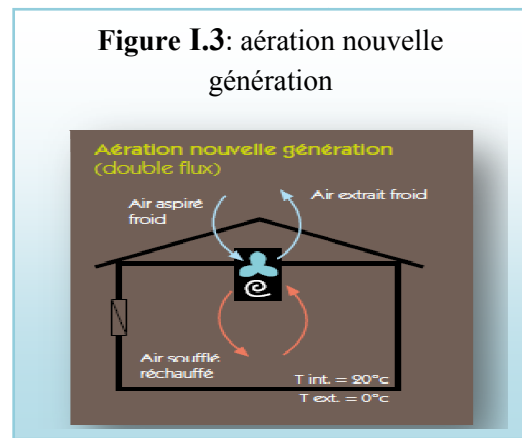 Figure I.3: aération nouvelle
génération
Aération nouvelle génération
(double flux)
Air aspiré
froid
Air extrait froid
Air soufflé
réchauffé
T int. = 20°c
T ext. = 0°c